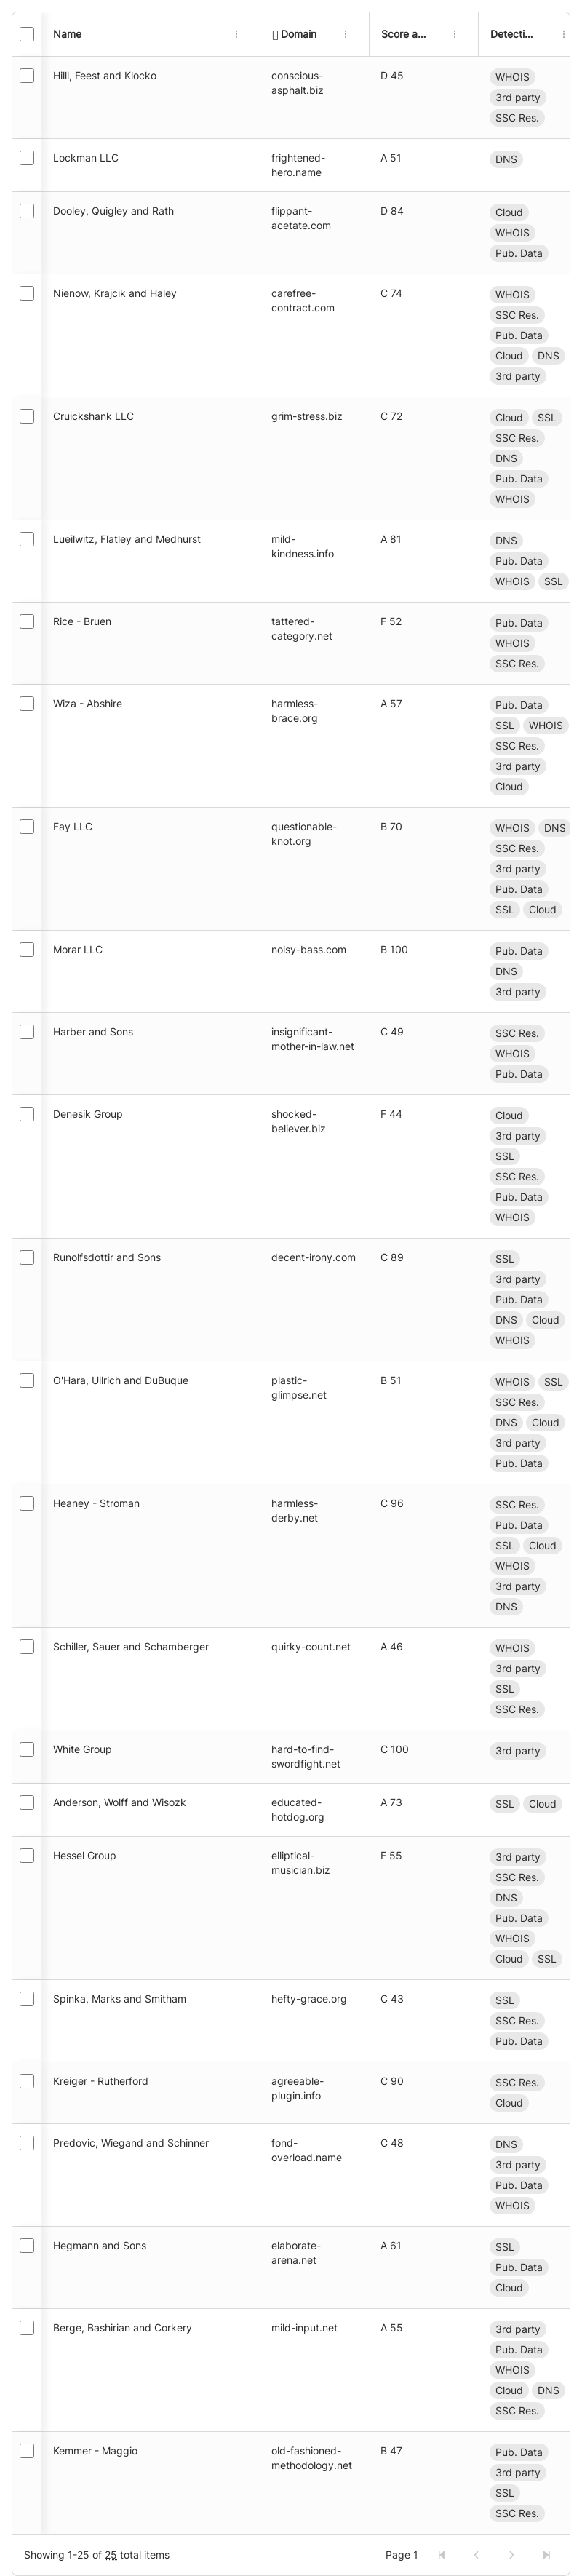 Name Domain Score a... Detecti...
Hilll, Feest and Klocko conscious- D 45 WHOIS
asphalt.biz 3rd party
SSC Res.
Lockman LLC frightened- A 51 DNS
hero.name
Dooley, Quigley and Rath flippant- D 84 Cloud
acetate.com WHOIS
Pub. Data
Nienow, Krajcik and Haley carefree- C 74 WHOIS
contract.com SSC Res.
Pub. Data
Cloud DNS
3rd party
Cruickshank LLC grim-stress.biz C 72 Cloud SSL
SSC Res.
DNS
Pub. Data
WHOIS
Lueilwitz, Flatley and Medhurst mild- A 81 DNS
kindness.info Pub. Data
WHOIS SSL
Rice - Bruen tattered- F 52 Pub. Data
category.net WHOIS
SSC Res.
Wiza - Abshire harmless- A 57 Pub. Data
brace.org SSL WHOIS
SSC Res.
3rd party
Cloud
Fay LLC questionable- B 70 WHOIS DNS
knot.org SSC Res.
3rd party
Pub. Data
SSL Cloud
Morar LLC noisy-bass.com B 100 Pub. Data
DNS
3rd party
Harber and Sons insignificant- C 49 SSC Res.
mother-in-law.net WHOIS
Pub. Data
Denesik Group shocked- F 44 Cloud
believer.biz 3rd party
SSL
SSC Res.
Pub. Data
WHOIS
Runolfsdottir and Sons decent-irony.com C 89 SSL
3rd party
Pub. Data
DNS Cloud
WHOIS
O'Hara, Ullrich and DuBuque plastic- B 51 WHOIS SSL
glimpse.net SSC Res.
DNS Cloud
3rd party
Pub. Data
Heaney - Stroman harmless- C 96 SSC Res.
derby.net Pub. Data
SSL Cloud
WHOIS
3rd party
DNS
Schiller, Sauer and Schamberger quirky-count.net A 46 WHOIS
3rd party
SSL
SSC Res.
White Group hard-to-find- C 100 3rd party
swordfight.net
Anderson, Wolff and Wisozk educated- A 73 SSL Cloud
hotdog.org
Hessel Group elliptical- F 55 3rd party
musician.biz SSC Res.
DNS
Pub. Data
WHOIS
Cloud SSL
Spinka, Marks and Smitham hefty-grace.org C 43 SSL
SSC Res.
Pub. Data
Kreiger - Rutherford agreeable- C 90 SSC Res.
plugin.info Cloud
Predovic, Wiegand and Schinner fond- C 48 DNS
overload.name 3rd party
Pub. Data
WHOIS
Hegmann and Sons elaborate- A 61 SSL
arena.net Pub. Data
Cloud
Berge, Bashirian and Corkery mild-input.net A 55 3rd party
Pub. Data
WHOIS
Cloud DNS
SSC Res.
Kemmer - Maggio old-fashioned- B 47 Pub. Data
methodology.net 3rd party
SSL
SSC Res.
Showing 1-25 of 25 total items Page 1